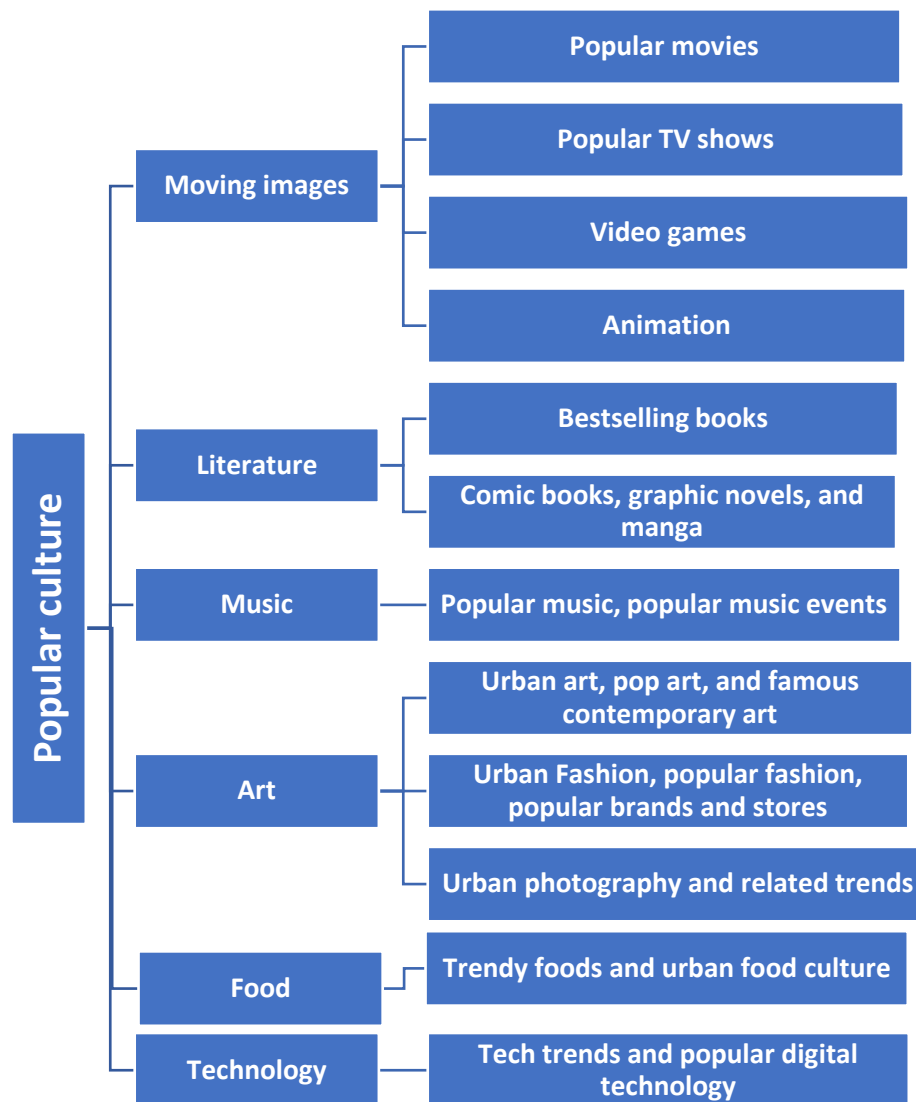 Popular culture
Moving images
Popular movies
Popular TV shows
Video games
Animation
Literature
Bestselling books
Comic books, graphic novels, and
manga
Music
Popular music, popular music events
Art
Urban art, pop art, and famous
contemporary art
Urban Fashion, popular fashion,
popular brands and stores
Urban photography and related trends
Food
Trendy foods and urban food culture
Technology
Tech trends and popular digital
technology